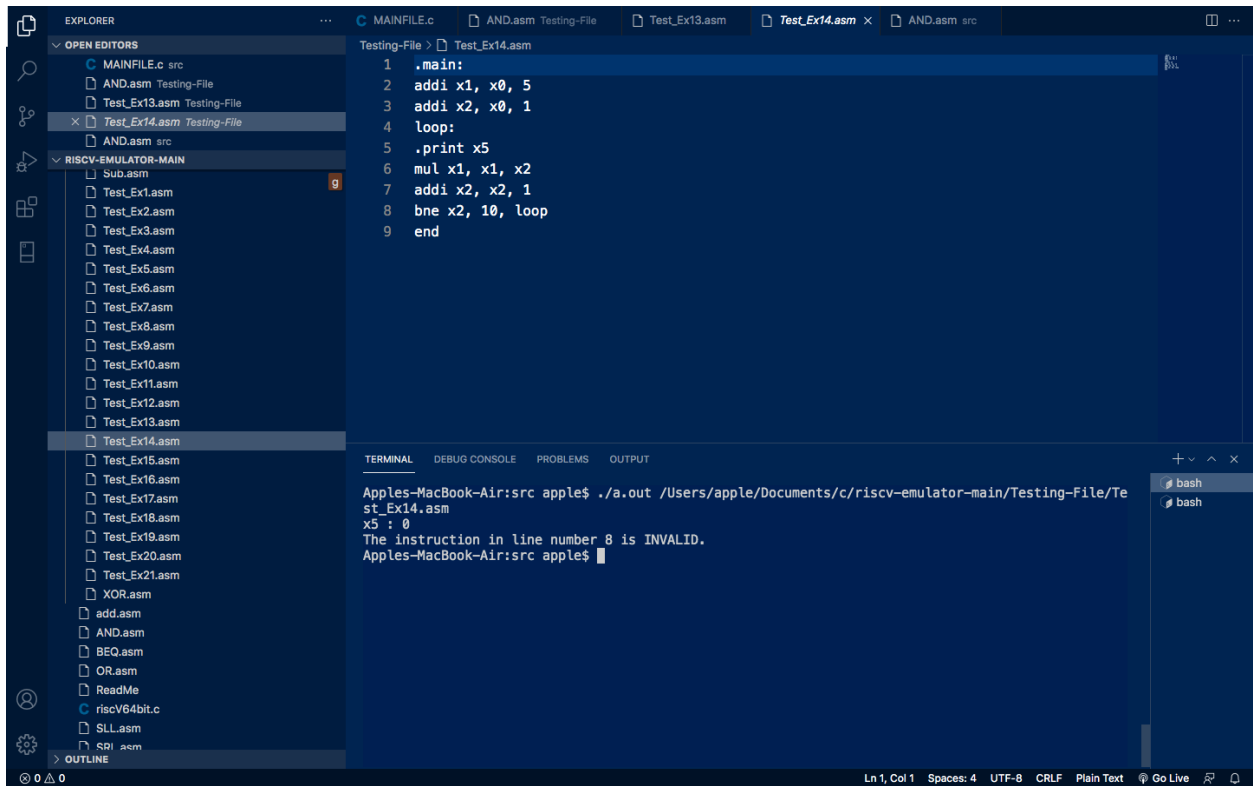 EXPLORER
...
OPEN EDITORS
C MAINFILE.c src
AND.asm Testing-File
Test_Ex13.asm Testing-File
× Test_Ex14.asm Testing-File
AND.asm src
RISCV-EMULATOR-MAIN
Sub.asm
g
Test_Ex1.asm
Test_Ex2.asm
Test_Ex3.asm
Test_Ex4.asm
Test_Ex5.asm
Test_Ex6.asm
Test_Ex7.asm
Test_Ex8.asm
Test_Ex9.asm
Test_Ex10.asm
Test_Ex11.asm
Test_Ex12.asm
Test_Ex13.asm
Test_Ex14.asm
Test_Ex15.asm
Test_Ex16.asm
Test_Ex17.asm
Test_Ex18.asm
Test_Ex19.asm
Test_Ex20.asm
Test_Ex21.asm
XOR.asm
add.asm
AND.asm
BEQ.asm
OR.asm
ReadMe
C riscV64bit.c
SLL.asm
SRL.asm
OUTLINE
C MAINFILE.c AND.asm Testing-File Test_Ex13.asm Test_Ex14.asm × AND.asm src ...
Testing-File > Test_Ex14.asm
1 .main:
2 addi x1, x0, 5
3 addi x2, x0, 1
4 loop:
5 .print x5
6 mul x1, x1, x2
7 addi x2, x2, 1
8 bne x2, 10, loop
9 end
TERMINAL DEBUG CONSOLE PROBLEMS OUTPUT
Apples-MacBook-Air:src apple$ ./a.out /Users/apple/Documents/c/riscv-emulator-main/Testing-File/Te
st_Ex14.asm
x5 : 0
The instruction in line number 8 is INVALID.
Apples-MacBook-Air:src apple$
bash
bash
0 0 Ln 1, Col 1 Spaces: 4 UTF-8 CRLF Plain Text Go Live